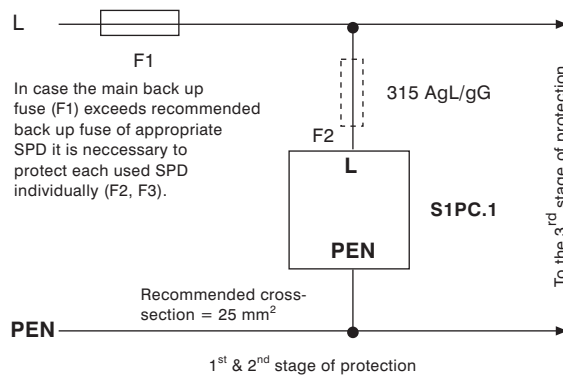 L
F1
In case the main back up
fuse (F1) exceeds recommended
back up fuse of appropriate
SPD it is neccessary to
protect each used SPD
individually (F2, F3).
315 AgL/gG
F2
L
S1PC.1
PEN
To the 3rd stage of protection
Recommended cross-
section = 25 mm²
PEN
1st & 2nd stage of protection